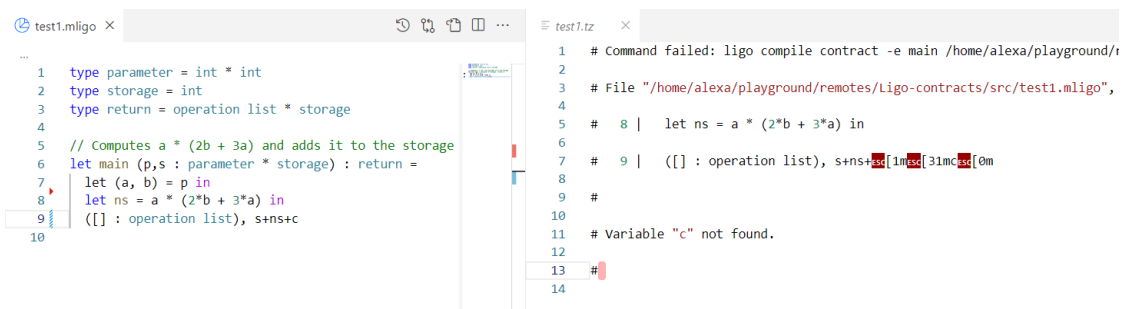 test1.mligo
...
1 type parameter = int * int
2 type storage = int
3 type return = operation list * storage
4
5 // Computes a * (2b + 3a) and adds it to the storage
6 let main (p,s : parameter * storage) : return =
7 let (a, b) = p in
8 let ns = a * (2*b + 3*a) in
9 ([] : operation list), s+ns+c
10
test1.tz
1 # Command failed: ligo compile contract -e main /home/alexa/playground/r
2
3 # File "/home/alexa/playground/remotes/Ligo-contracts/src/test1.mligo",
4
5 # 8 | let ns = a * (2*b + 3*a) in
6
7 # 9 | ([] : operation list), s+ns+ESC[1mESC[31mcESC[0m
8
9 #
10
11 # Variable "c" not found.
12
13 #
14